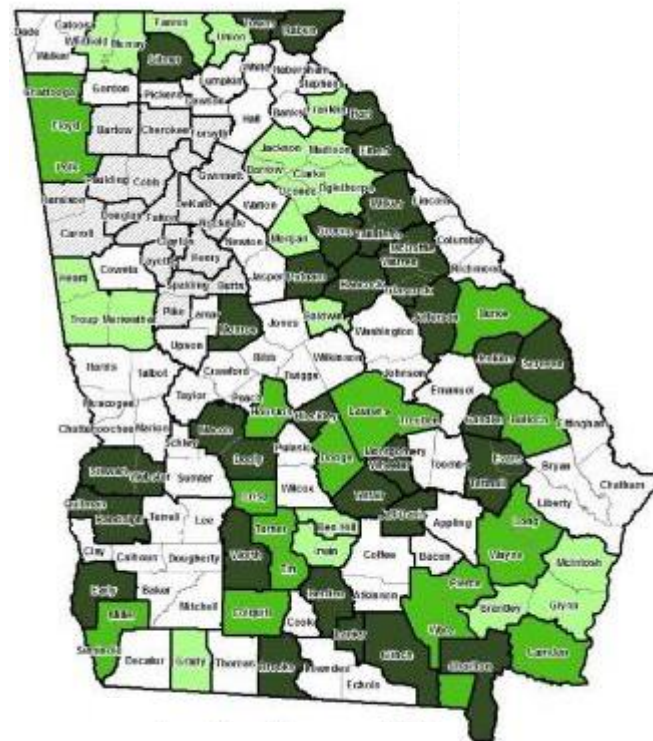 Dade
Catoosa
Whitfield
Murray
Fannin
Union
Towns
Rabun
Walker
Gilmer
White
Habersham
Lumpkin
Stephens
Chattooga
Gordon
Pickens
Dawson
Hall
Banks
Franklin
Hart
Floyd
Bartow
Cherokee
Forsyth
Jackson
Madison
Elbert
Polk
Gwinnett
Barrow
Clarke
Oglethorpe
Oconee
Paulding
Cobb
DeKalb
Walton
Wilkes
Lincoln
Haralson
Douglas
Fulton
Rockdale
Newton
Morgan
Greene
Columbia
Carroll
Clayton
Henry
Fayette
McDuffie
Warren
Richmond
Heard
Coweta
Spalding
Butts
Jasper
Putnam
Hancock
Glascock
Troup
Meriwether
Pike
Lamar
Monroe
Jones
Baldwin
Washington
Jefferson
Burke
Upson
Harris
Talbot
Bibb
Wilkinson
Johnson
Screven
Crawford
Twiggs
Jenkins
Muscogee
Taylor
Peach
Emanuel
Houston
Laurens
Treutlen
Candler
Bulloch
Effingham
Chattahoochee
Marion
Schley
Macon
Bleckley
Pulaski
Dooly
Dodge
Montgomery
Wheeler
Toombs
Evans
Tattnall
Bryan
Chatham
Stewart
Webster
Sumter
Crisp
Wilcox
Telfair
Liberty
Quitman
Randolph
Terrell
Lee
Turner
Ben Hill
Jeff Davis
Appling
Long
Wayne
Clay
Calhoun
Dougherty
Worth
Irwin
Coffee
Bacon
McIntosh
Early
Baker
Tift
Pierce
Mitchell
Atkinson
Brantley
Glynn
Miller
Colquitt
Berrien
Cook
Ware
Seminole
Decatur
Grady
Thomas
Brooks
Lowndes
Lanier
Clinch
Charlton
Camden
Echols